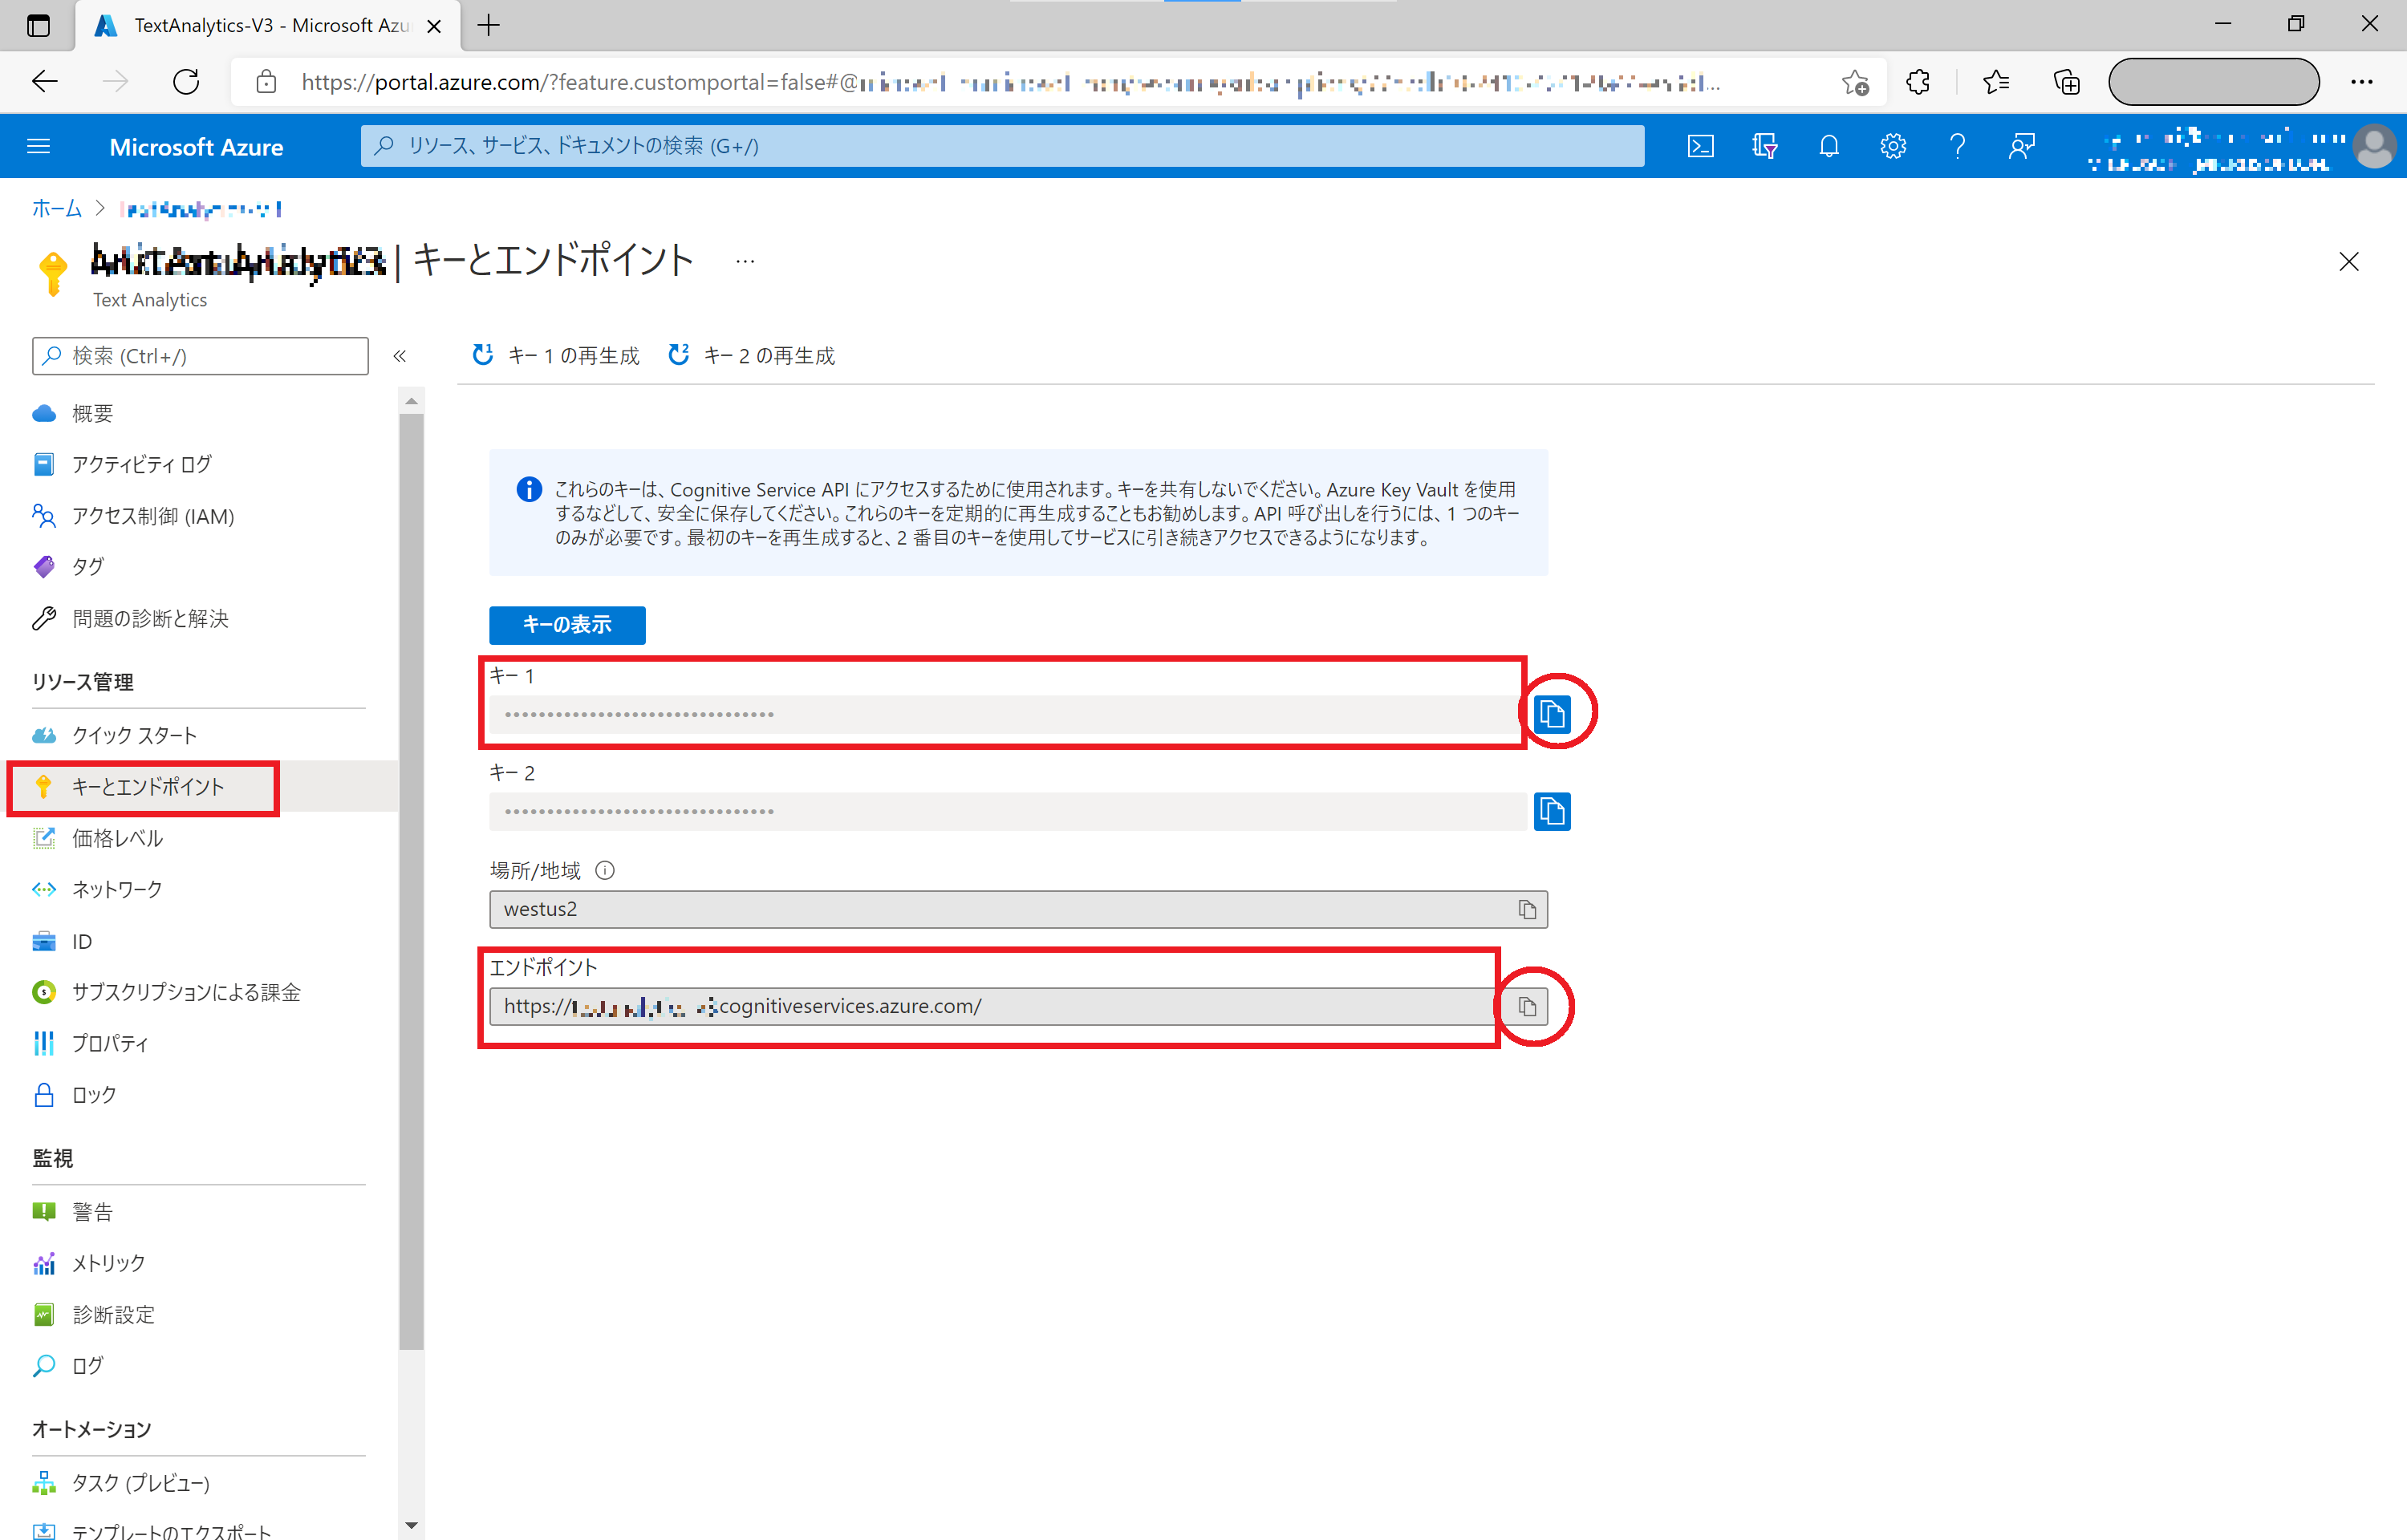 TextAnalytics-V3 - Microsoft Azu
https://portal.azure.com/?feature.customportal=false#@
Microsoft Azure
リソース、サービス、ドキュメントの検索 (G+/)
ホーム >
| キーとエンドポイント ...
Text Analytics
検索 (Ctrl+/)
«
概要
アクティビティ ログ
アクセス制御 (IAM)
タグ
問題の診断と解決
リソース管理
クイック スタート
キーとエンドポイント
価格レベル
ネットワーク
ID
サブスクリプションによる課金
プロパティ
ロック
監視
警告
メトリック
診断設定
ログ
オートメーション
タスク (プレビュー)
テンプレートのエクスポート
キー 1 の再生成 キー 2 の再生成
これらのキーは、Cognitive Service API にアクセスするために使用されます。キーを共有しないでください。Azure Key Vault を使用
するなどして、安全に保存してください。これらのキーを定期的に再生成することもお勧めします。API 呼び出しを行うには、1 つのキー
のみが必要です。最初のキーを再生成すると、2 番目のキーを使用してサービスに引き続きアクセスできるようになります。
キーの表示
キー 1
••••••••••••••••••••••••••••••••
キー 2
••••••••••••••••••••••••••••••••
場所/地域
westus2
エンドポイント
https:// cognitiveservices.azure.com/